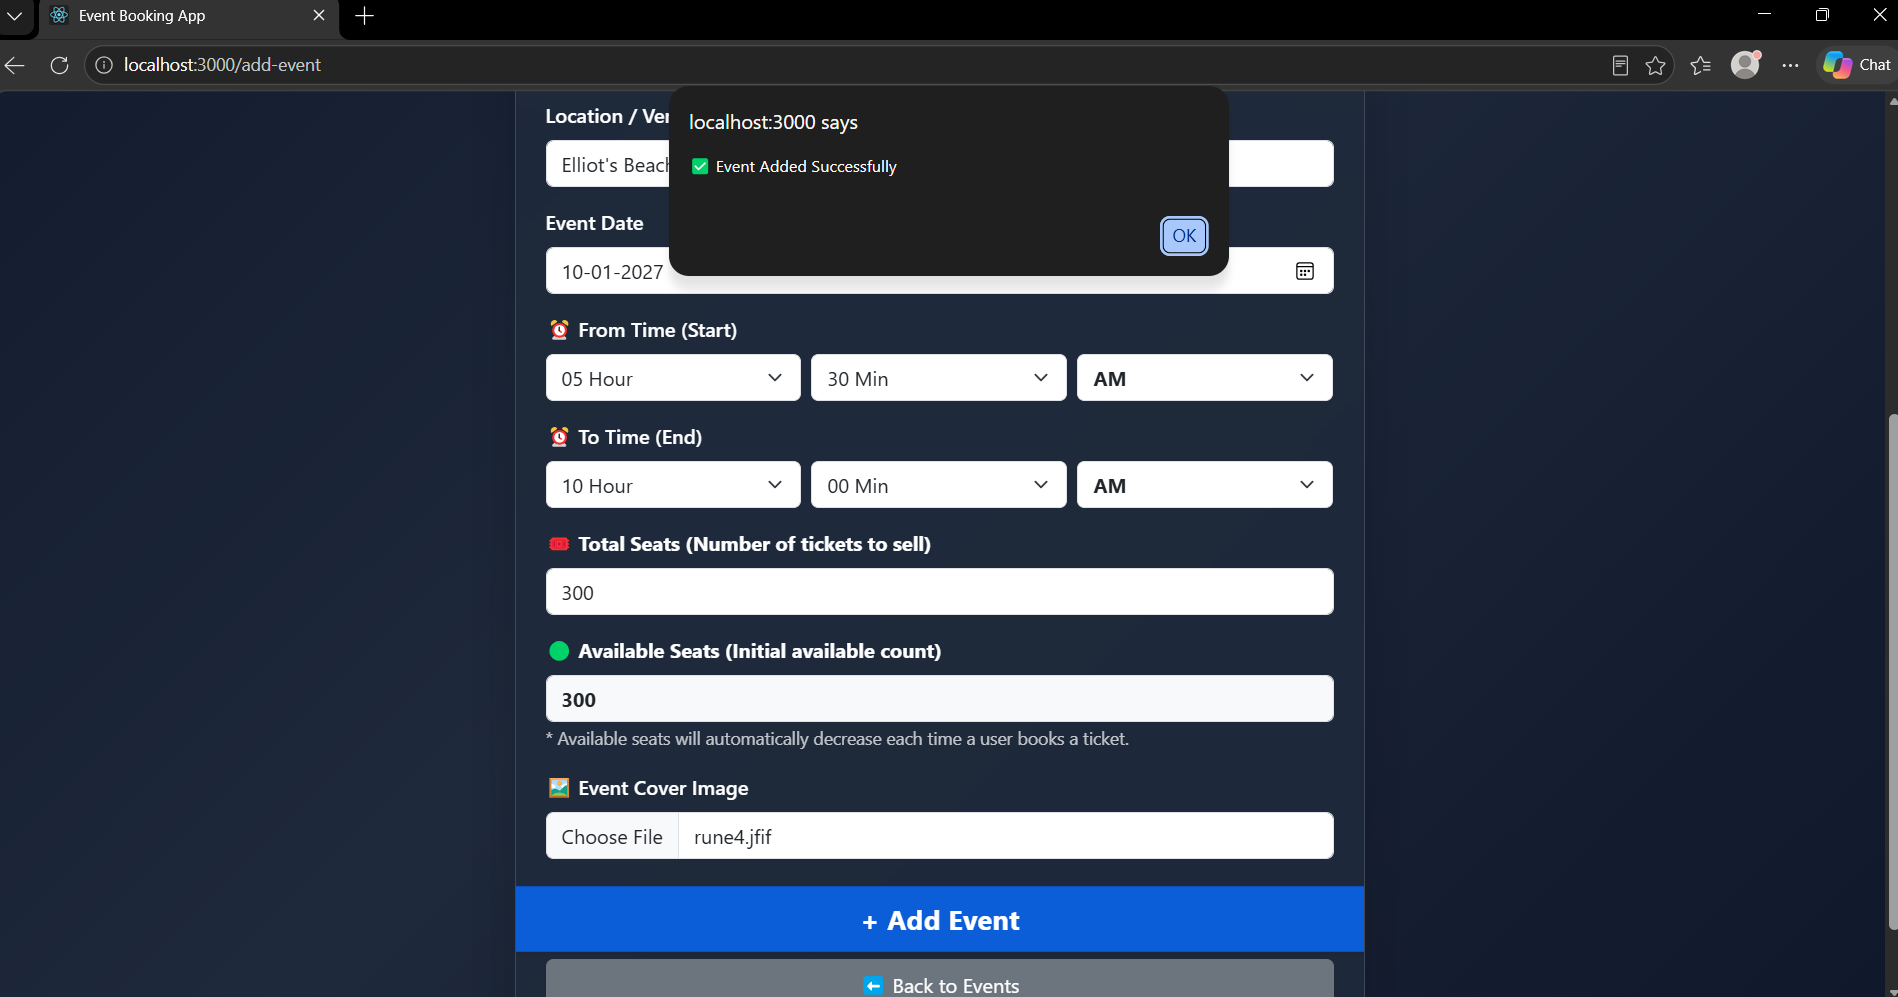 Event Booking App
localhost:3000/add-event
Chat
localhost:3000 says
✅ Event Added Successfully
OK
Location /
Elliot's
Event Date
10-01-2027
⏰ From Time (Start)
05 Hour
30 Min
AM
⏰ To Time (End)
10 Hour
00 Min
AM
🎟️ Total Seats (Number of tickets to sell)
300
🟢 Available Seats (Initial available count)
300
* Available seats will automatically decrease each time a user books a ticket.
🖼️ Event Cover Image
Choose File rune4.jfif
+ Add Event
⬅️ Back to Events